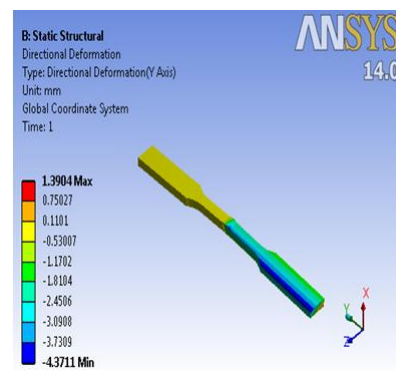 B: Static Structural
Directional Deformation
Type: Directional Deformation(Y Axis)
Unit: mm
Global Coordinate System
Time: 1
ANSYS
14.0
1.3904 Max
0.75027
0.1101
-0.53007
-1.1702
-1.8104
-2.4506
-3.0908
-3.7309
-4.3711 Min
X
Y
Z